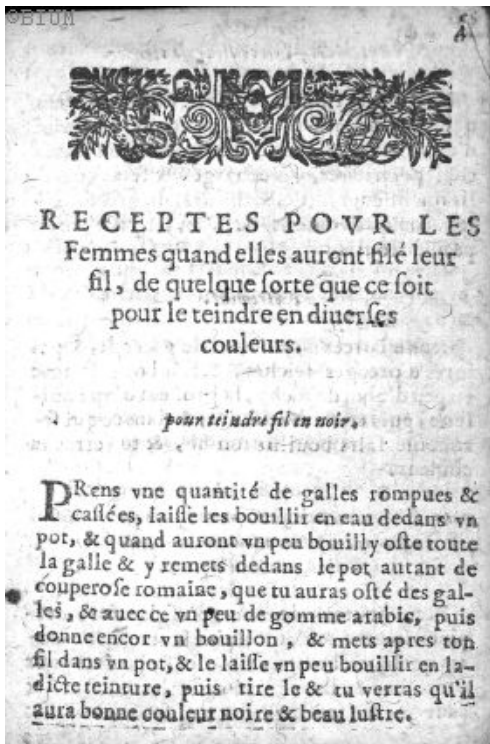 ©BIUM
RECEPTES POVR LES
Femmes quand elles auront filé leur
fil, de quelque sorte que ce soit
pour le teindre en diuerses
couleurs.
pour teindre fil en noir.
PRens vne quantité de galles rompues &
cassées, laisse les bouillir en eau dedans vn
pot, & quand auront vn peu bouilly oste toute
la galle & y remets dedans le pot autant de
couperose romaine, que tu auras osté des gal-
les, & auec ce vn peu de gomme arabic, puis
donne encor vn bouillon, & mets apres ton
fil dans vn pot, & le laisse vn peu bouillir en la-
dicte teinture, puis tire le & tu verras qu'il
aura bonne couleur noire & beau lustre.